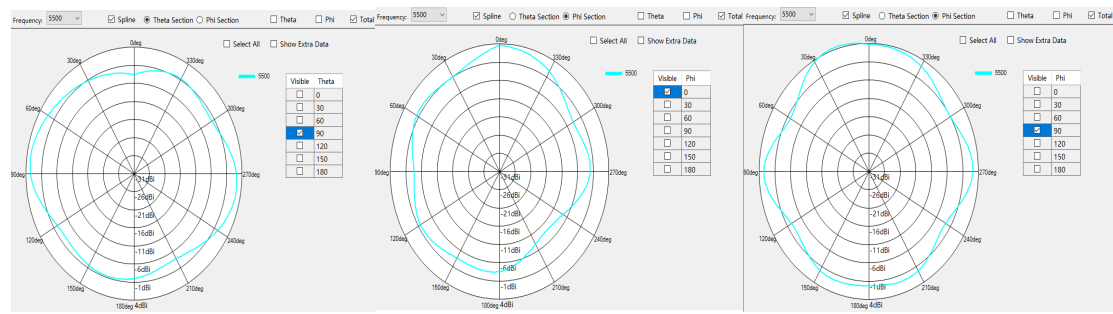 Frequency: 5500 Spline Theta Section Phi Section Theta Phi Total
Select All Show Extra Data
0deg
30deg 330deg
5500
Visible Theta
0
30
60
90
120
150
180
60deg 300deg
90deg 270deg
-31dBi
-26dBi
-21dBi
-16dBi
-11dBi
-6dBi
-1dBi
120deg 240deg
150deg 210deg
180deg 4dBi
Frequency: 5500 Spline Theta Section Phi Section Theta Phi Total
Select All Show Extra Data
0deg
30deg 330deg
5500
Visible Phi
0
30
60
90
120
150
180
60deg 300deg
90deg 270deg
-31dBi
-26dBi
-21dBi
-16dBi
-11dBi
-6dBi
-1dBi
120deg 240deg
150deg 210deg
180deg 4dBi
Frequency: 5500 Spline Theta Section Phi Section Theta Phi Total
Select All Show Extra Data
0deg
30deg 330deg
5500
Visible Phi
0
30
60
90
120
150
180
60deg 300deg
90deg 270deg
-31dBi
-26dBi
-21dBi
-16dBi
-11dBi
-6dBi
-1dBi
120deg 240deg
150deg 210deg
180deg 4dBi